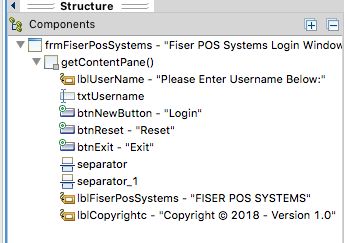 Structure
Components
frmFiserPosSystems - "Fiser POS Systems Login Window
getContentPane()
lblUserName - "Please Enter Username Below:"
txtUsername
btnNewButton - "Login"
btnReset - "Reset"
btnExit - "Exit"
separator
separator_1
lblFiserPosSystems - "FISER POS SYSTEMS"
lblCopyrightc - "Copyright © 2018 - Version 1.0"